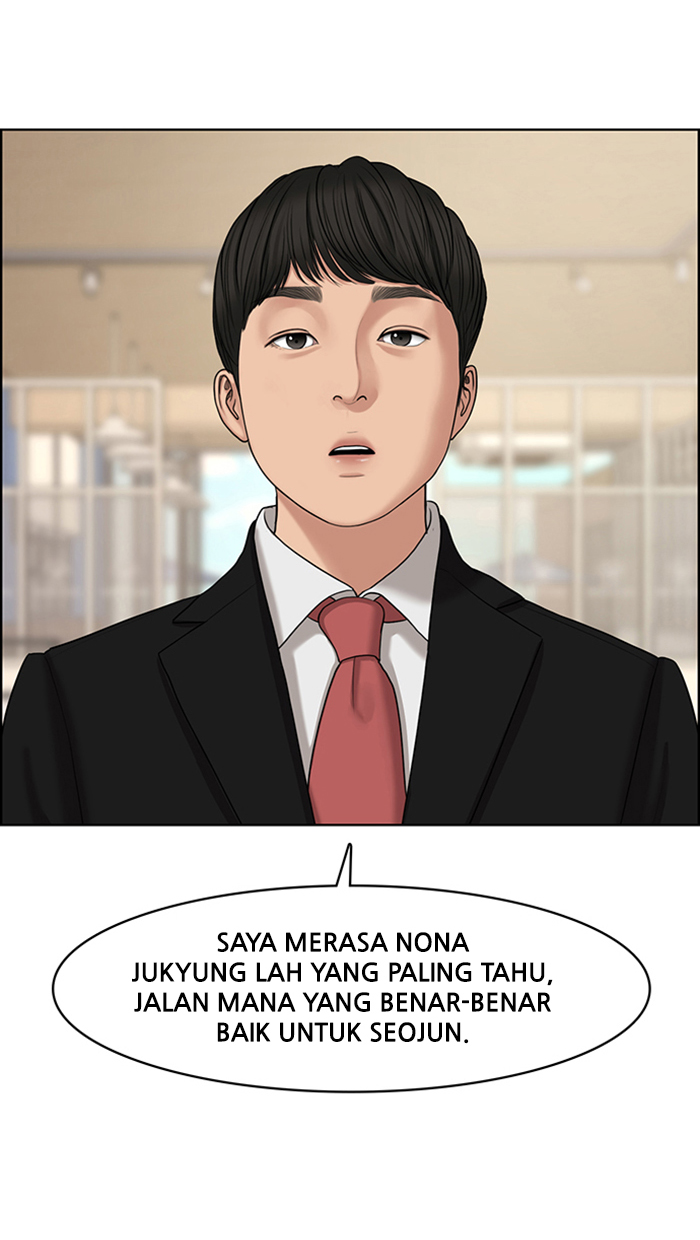 SAYA MERASA NONA
JUKYUNG LAH YANG PALING TAHU,
JALAN MANA YANG BENAR-BENAR
BAIK UNTUK SEOJUN.